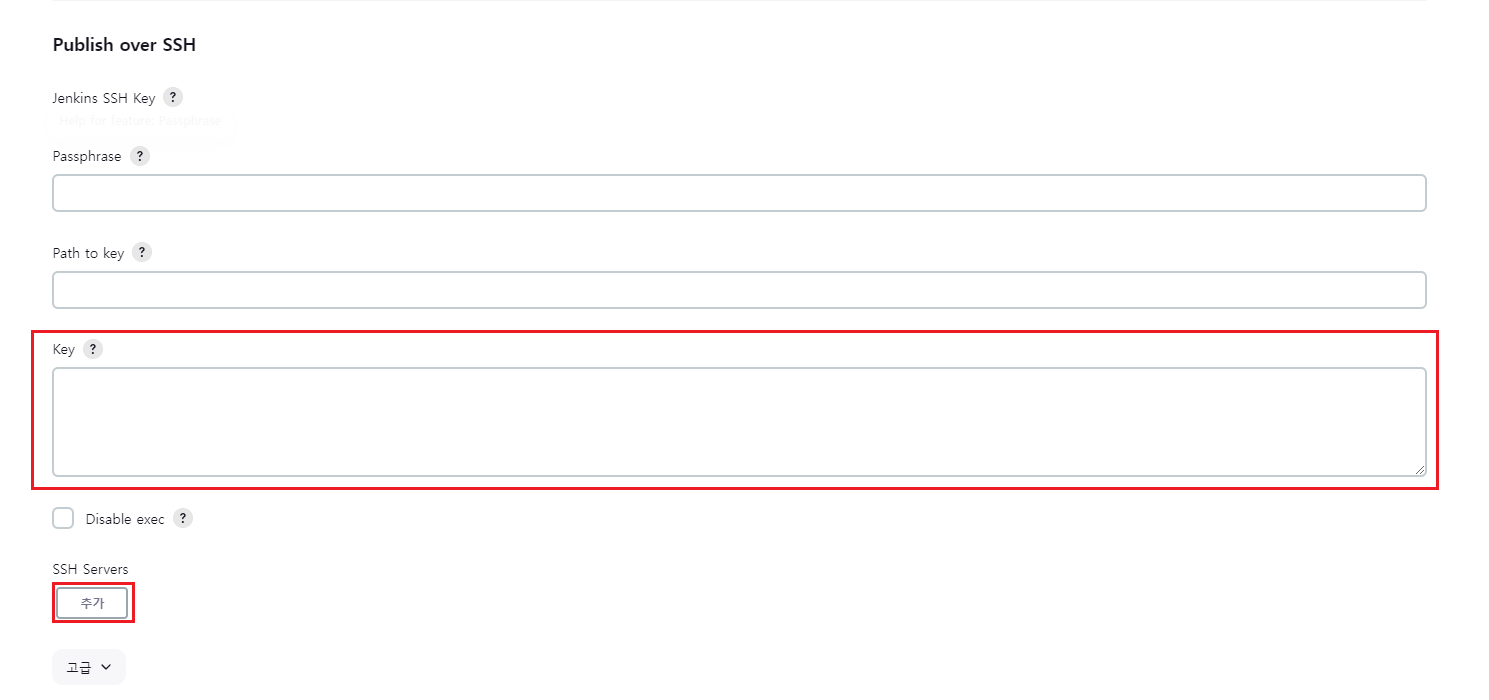 Publish over SSH
Jenkins SSH Key ?
Help for feature: Passphrase
Passphrase ?
Path to key ?
Key ?
Disable exec ?
SSH Servers
추가
고급